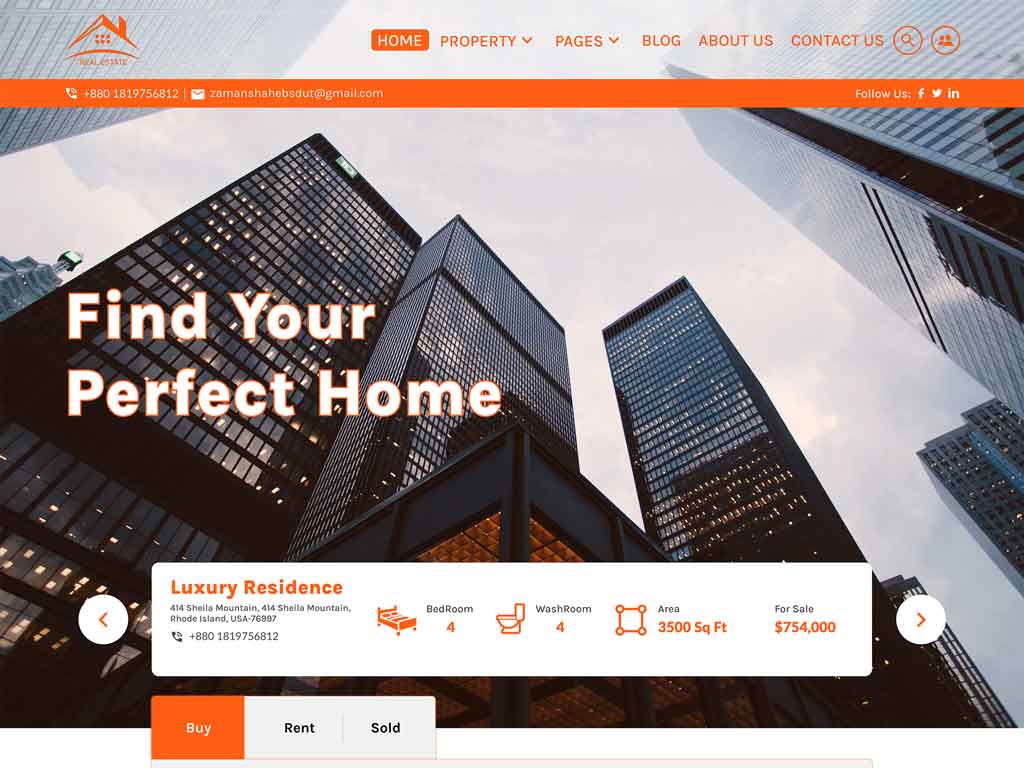 REAL ESTATE
HOME PROPERTY PAGES BLOG ABOUT US CONTACT US
+880 1819756812 | zamanshahebsdut@gmail.com Follow Us:
Find Your
Perfect Home
Luxury Residence
414 Sheila Mountain, 414 Sheila Mountain,
Rhode Island, USA-76997
+880 1819756812
BedRoom
4
WashRoom
4
Area
3500 Sq Ft
For Sale
$754,000
Buy Rent Sold